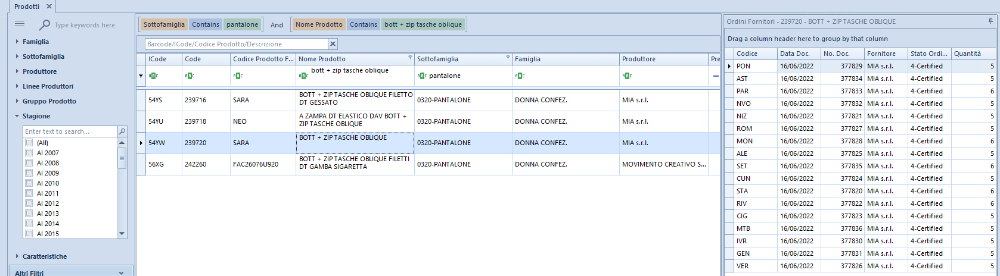 Prodotti
Type keywords here
Famiglia
Sottofamiglia
Produttore
Linee Produttori
Gruppo Prodotto
Stagione
Enter text to search...
(All)
AI 2007
AI 2008
AI 2009
AI 2010
AI 2011
AI 2012
AI 2013
AI 2014
AI 2015
Caratteristiche
Altri Filtri
Sottofamiglia Contains pantalone And Nome Prodotto Contains bott + zip tasche oblique
Barcode/ICode/Codice Prodotto/Descrizione
ICode Code Codice Prodotto F... Nome Prodotto Sottofamiglia Famiglia Produttore Pre
bott + zip tasche oblique pantalone
54YS 239716 SARA BOTT + ZIP TASCHE OBLIQUE FILETTO DT GESSATO 0320-PANTALONE DONNA CONFEZ. MIA s.r.l.
54YU 239718 NEO A ZAMPA DT ELASTICO DAV BOTT + ZIP TASCHE OBLIQUE 0320-PANTALONE DONNA CONFEZ. MIA s.r.l.
54YW 239720 SARA BOTT + ZIP TASCHE OBLIQUE 0320-PANTALONE DONNA CONFEZ. MIA s.r.l.
56XG 242260 FAC26076U920 BOTT + ZIP TASCHE OBLIQUE FILETTI DT GAMBA SIGARETTA 0320-PANTALONE DONNA CONFEZ. MOVIMENTO CREATIVO S...
Ordini Fornitori - 239720 - BOTT + ZIP TASCHE OBLIQUE
Drag a column header here to group by that column
Codice Data Doc. No. Doc. Fornitore Stato Ordi... Quantità
PON 16/06/2022 377829 MIA s.r.l. 4-Certified 5
AST 16/06/2022 377834 MIA s.r.l. 4-Certified 5
PAR 16/06/2022 377833 MIA s.r.l. 4-Certified 6
NVO 16/06/2022 377832 MIA s.r.l. 4-Certified 5
NIZ 16/06/2022 377821 MIA s.r.l. 4-Certified 5
ROM 16/06/2022 377827 MIA s.r.l. 4-Certified 5
MON 16/06/2022 377828 MIA s.r.l. 4-Certified 6
ALE 16/06/2022 377825 MIA s.r.l. 4-Certified 5
SET 16/06/2022 377835 MIA s.r.l. 4-Certified 6
CUN 16/06/2022 377824 MIA s.r.l. 4-Certified 5
STA 16/06/2022 377820 MIA s.r.l. 4-Certified 6
RIV 16/06/2022 377822 MIA s.r.l. 4-Certified 6
CIG 16/06/2022 377823 MIA s.r.l. 4-Certified 5
MTB 16/06/2022 377836 MIA s.r.l. 4-Certified 5
IVR 16/06/2022 377830 MIA s.r.l. 4-Certified 5
GEN 16/06/2022 377831 MIA s.r.l. 4-Certified 5
VER 16/06/2022 377826 MIA s.r.l. 4-Certified 5